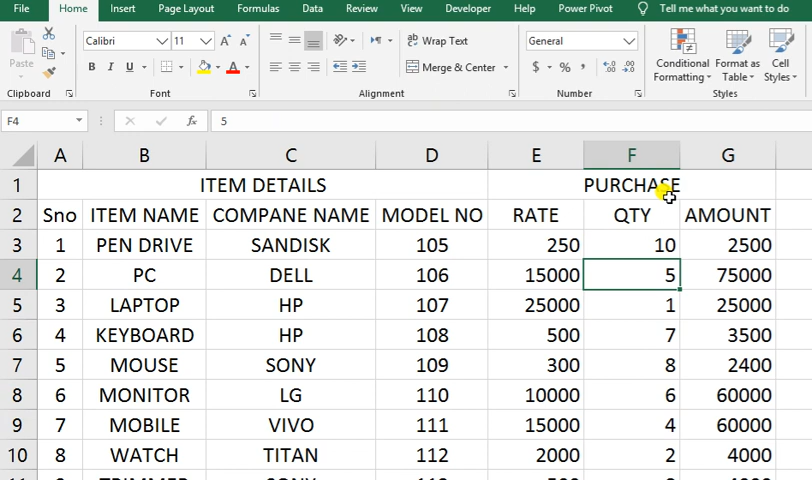 File Home Insert Page Layout Formulas Data Review View Developer Help Power Pivot Tell me what you want to do
Calibri 11 A A Wrap Text General Conditional Format as Cell
Paste B I U A Merge & Center $ % , .00 Formatting Table Styles
Clipboard Font Alignment Number Styles
F4 fx 5
A B C D E F G
1 ITEM DETAILS PURCHASE
2 Sno ITEM NAME COMPANE NAME MODEL NO RATE QTY AMOUNT
3 1 PEN DRIVE SANDISK 105 250 10 2500
4 2 PC DELL 106 15000 5 75000
5 3 LAPTOP HP 107 25000 1 25000
6 4 KEYBOARD HP 108 500 7 3500
7 5 MOUSE SONY 109 300 8 2400
8 6 MONITOR LG 110 10000 6 60000
9 7 MOBILE VIVO 111 15000 4 60000
10 8 WATCH TITAN 112 2000 2 4000